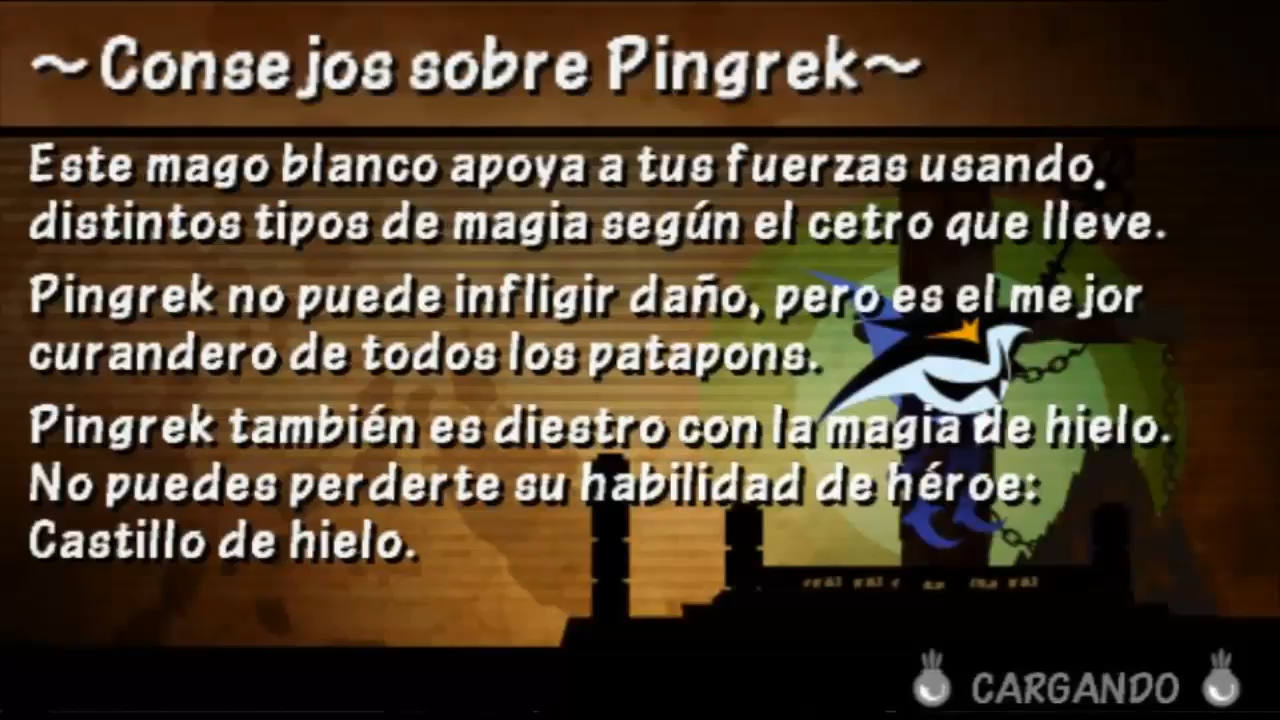 ~Consejos sobre Pingrek~
Este mago blanco apoya a tus fuerzas usando.
distintos tipos de magia según el cetro que lleve.
Pingrek no puede infligir daño, pero es el mejor
curandero de todos los patapons.
Pingrek también es diestro con la magia de hielo.
No puedes perderte su habilidad de héroe:
Castillo de hielo.
CARGANDO